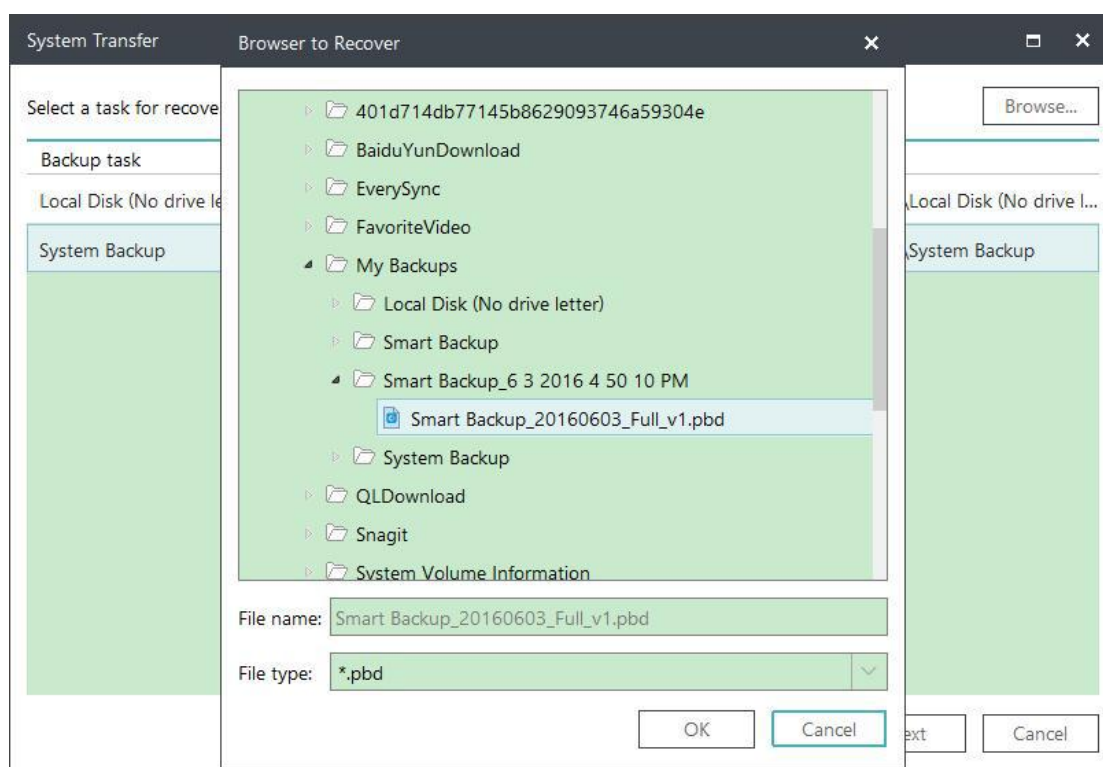 System Transfer
Browser to Recover
Select a task for recove
Browse...
Backup task
Local Disk (No drive le
\Local Disk (No drive l...
System Backup
\System Backup
401d714db77145b8629093746a59304e
BaiduYunDownload
EverySync
FavoriteVideo
My Backups
Local Disk (No drive letter)
Smart Backup
Smart Backup_6 3 2016 4 50 10 PM
Smart Backup_20160603_Full_v1.pbd
System Backup
QLDownload
Snagit
System Volume Information
File name: Smart Backup_20160603_Full_v1.pbd
File type: *.pbd
OK
Cancel
ext
Cancel